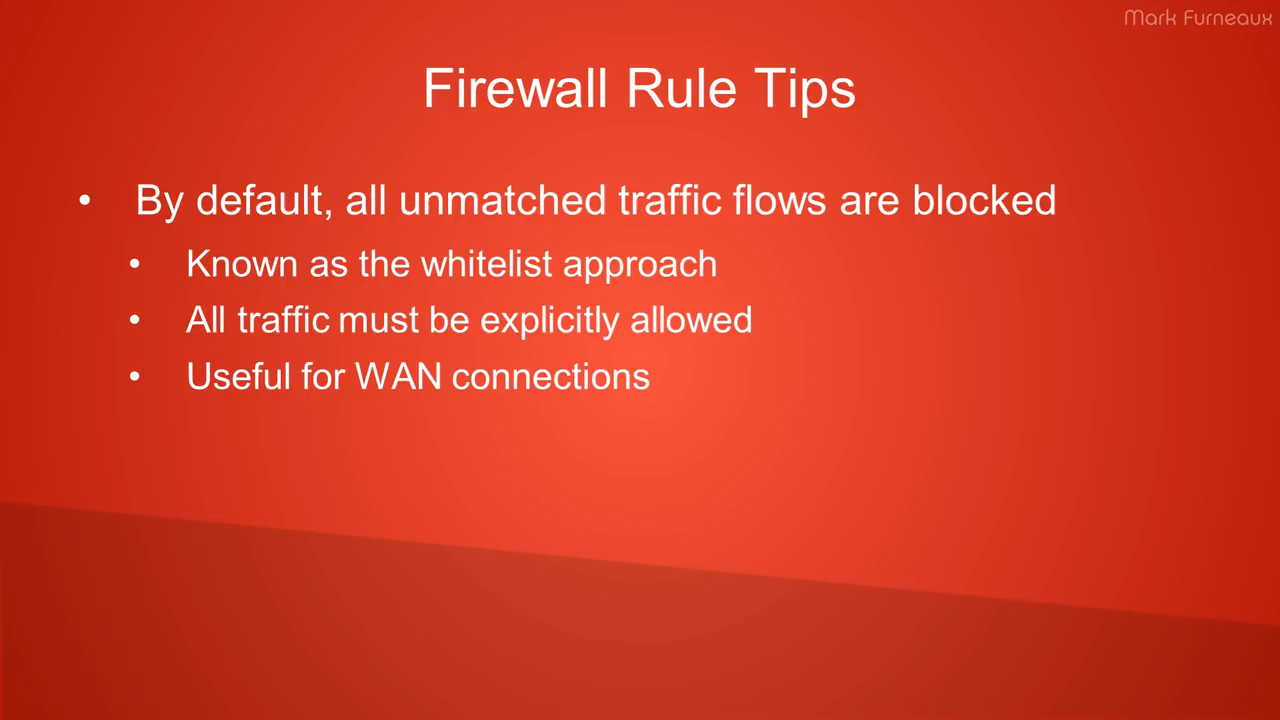 Mark Furneaux
Firewall Rule Tips
• By default, all unmatched traffic flows are blocked
• Known as the whitelist approach
• All traffic must be explicitly allowed
• Useful for WAN connections